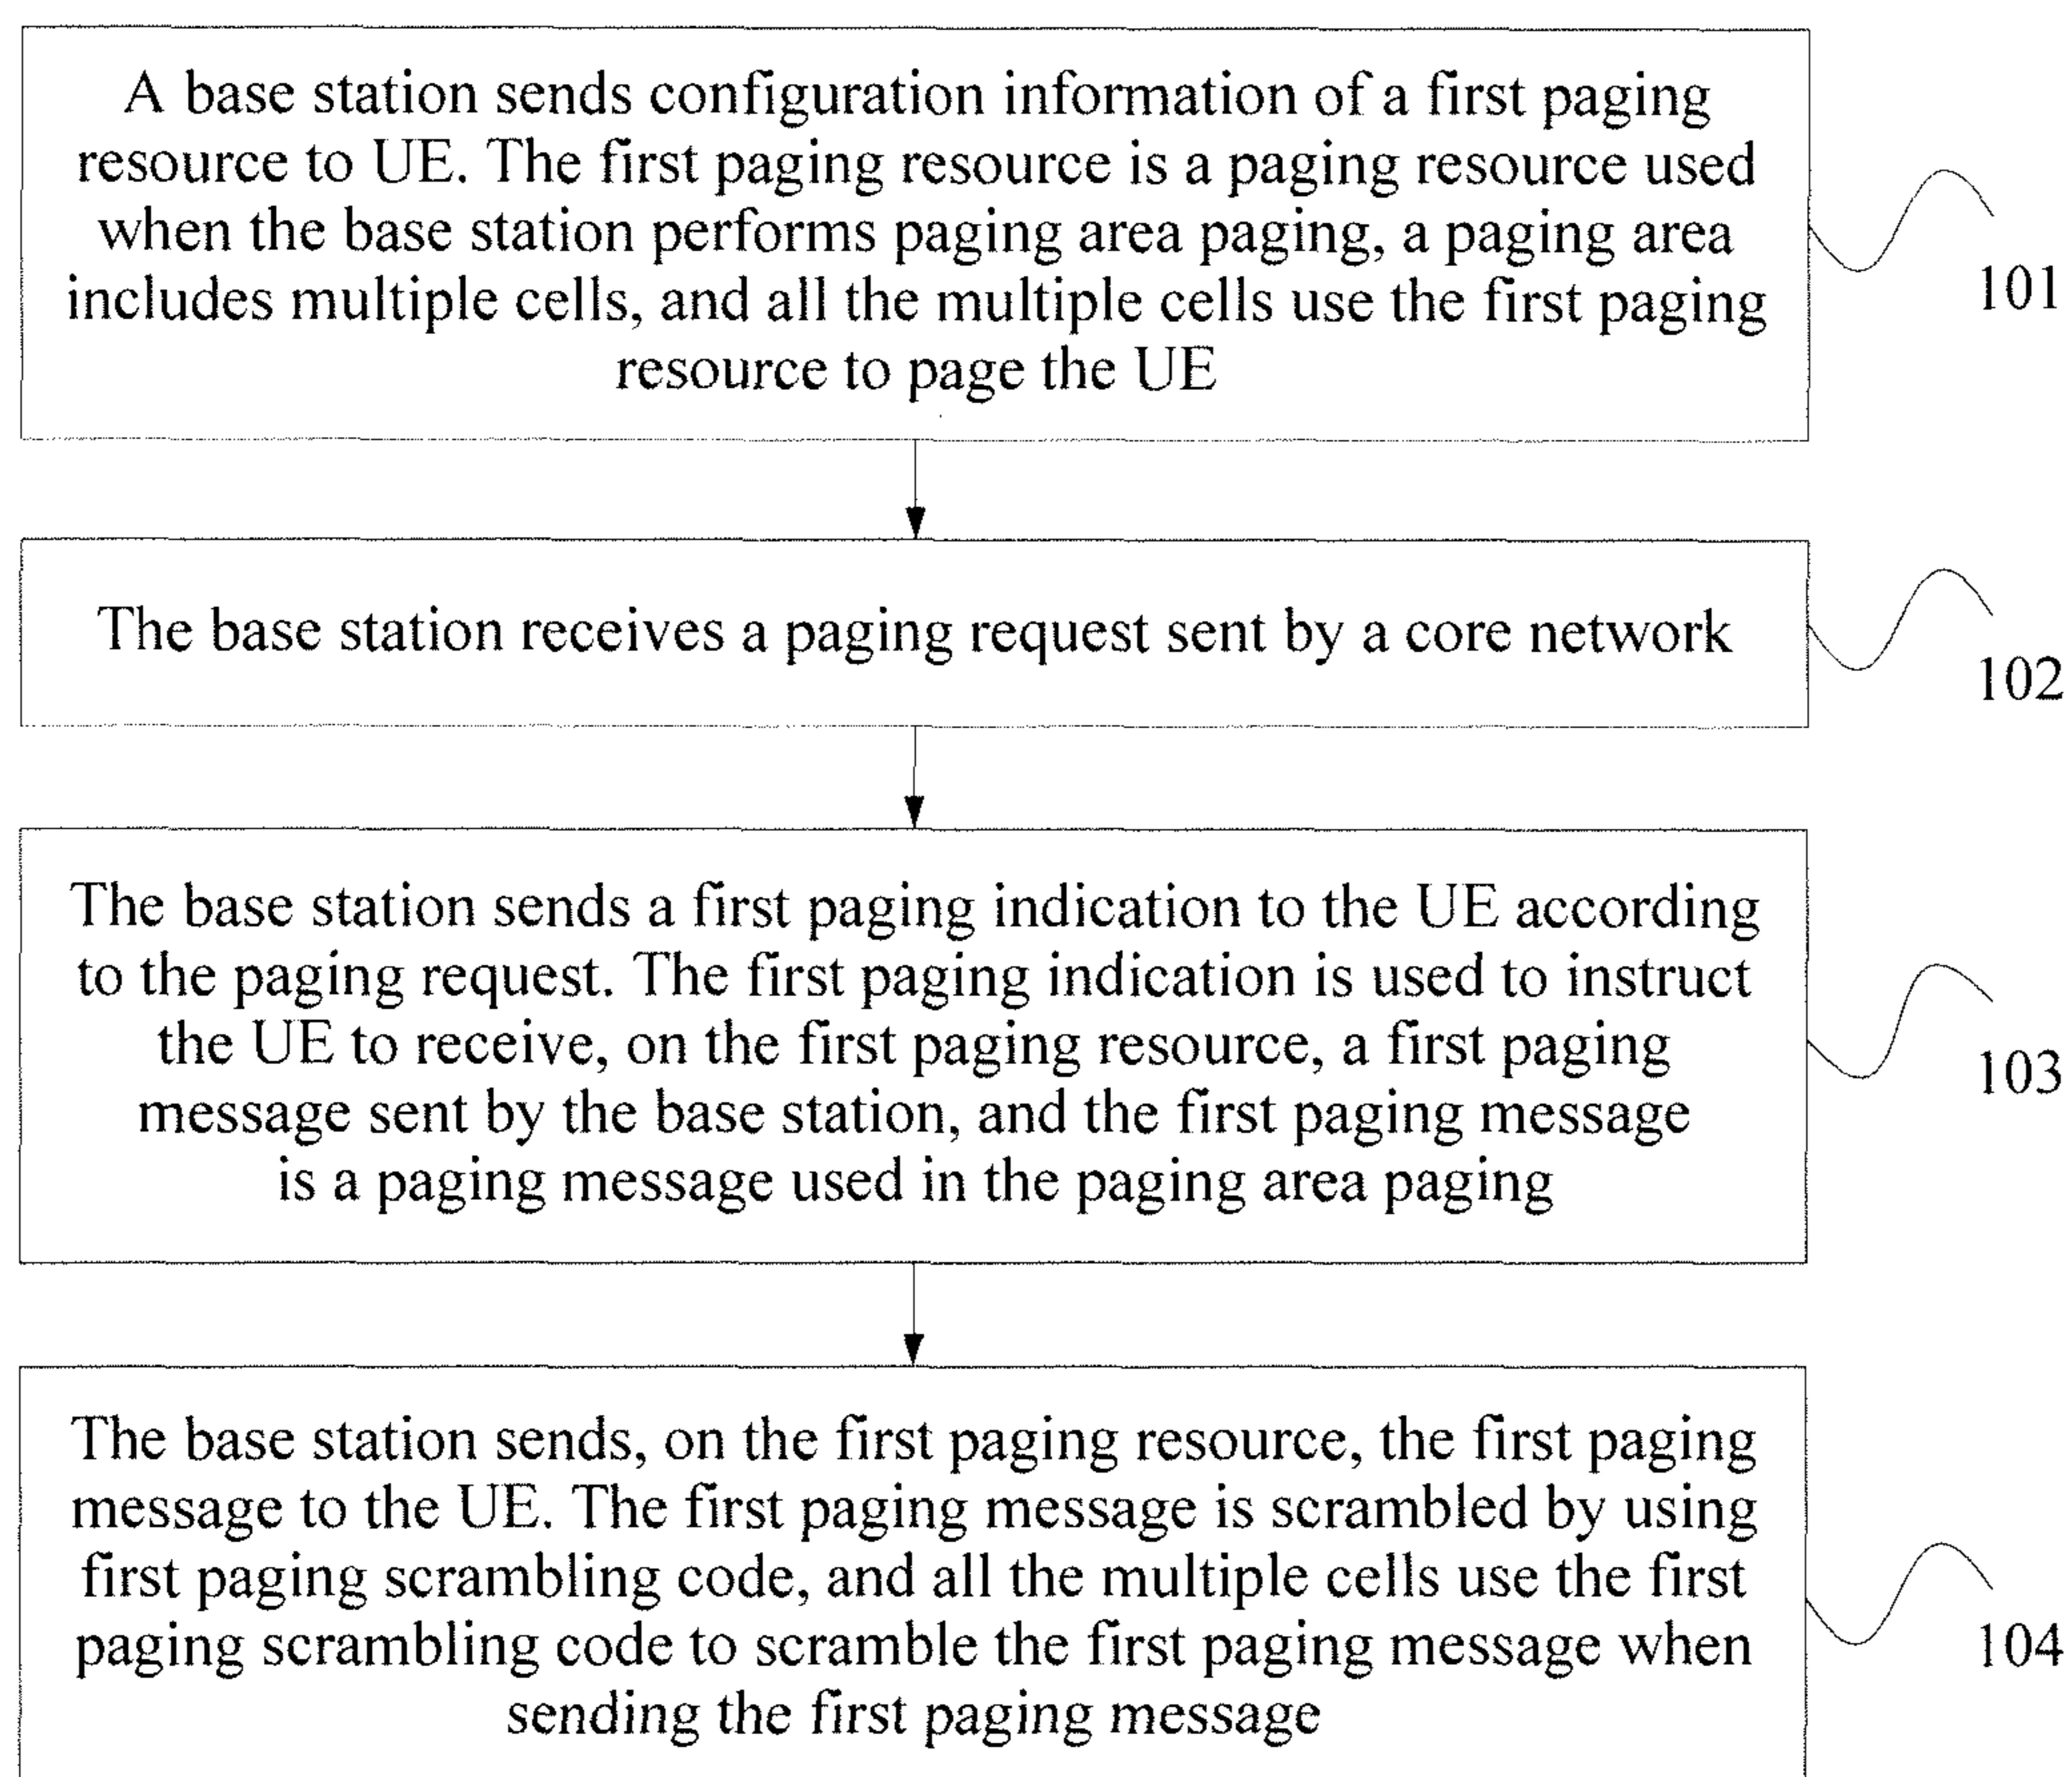 A base station sends configuration information of a first paging
resource to UE. The first paging resource is a paging resource used
when the base station performs paging area paging, a paging area
includes multiple cells, and all the multiple cells use the first paging
resource to page the UE
101
The base station receives a paging request sent by a core network
102
The base station sends a first paging indication to the UE according
to the paging request. The first paging indication is used to instruct
the UE to receive, on the first paging resource, a first paging
message sent by the base station, and the first paging message
is a paging message used in the paging area paging
103
The base station sends, on the first paging resource, the first paging
message to the UE. The first paging message is scrambled by using
first paging scrambling code, and all the multiple cells use the first
paging scrambling code to scramble the first paging message when
sending the first paging message
104